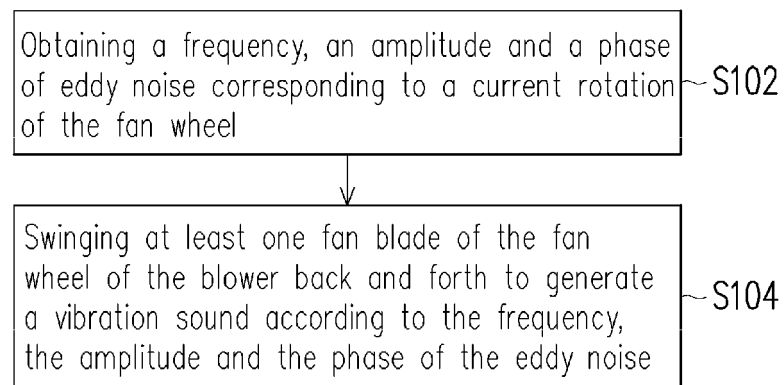 Obtaining a frequency, an amplitude and a phase
of eddy noise corresponding to a current rotation
of the fan wheel
S102
Swinging at least one fan blade of the fan
wheel of the blower back and forth to generate
a vibration sound according to the frequency,
the amplitude and the phase of the eddy noise
S104